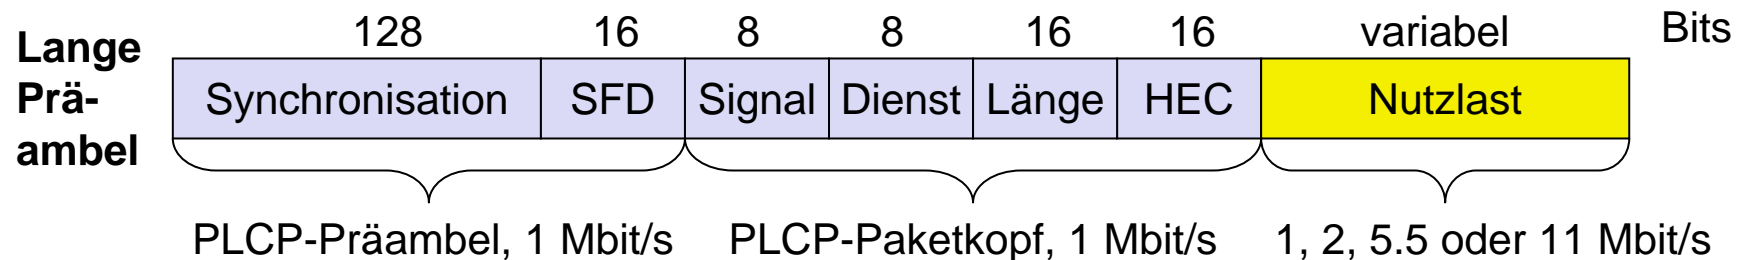 Lange
Prä-
ambel
128 16 8 8 16 16 variabel Bits
Synchronisation SFD Signal Dienst Länge HEC Nutzlast
PLCP-Präambel, 1 Mbit/s PLCP-Paketkopf, 1 Mbit/s 1, 2, 5.5 oder 11 Mbit/s